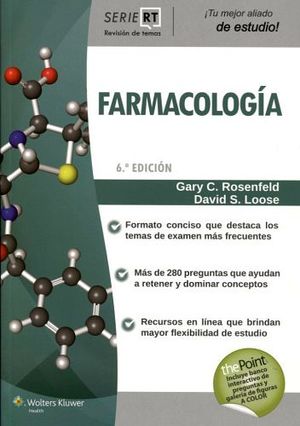 SERIE RT
Revisión de temas
¡Tu mejor aliado
de estudio!
FARMACOLOGÍA
6.ª EDICIÓN
Gary C. Rosenfeld
David S. Loose
Formato conciso que destaca los
temas de examen más frecuentes
Más de 280 preguntas que ayudan
a retener y dominar conceptos
Recursos en línea que brindan
mayor flexibilidad de estudio
thePoint
Incluye banco
interactivo de
preguntas y
galería de figuras
A COLOR
Wolters Kluwer
Health